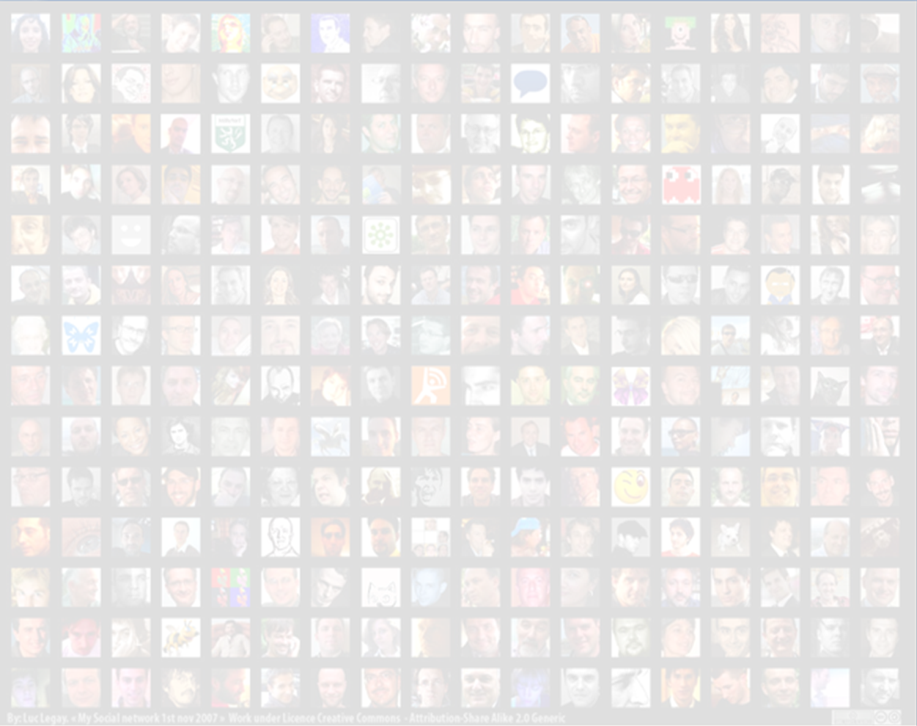 By: Luc Legay. « My Social network 1st nov 2007 » Work under Licence Creative Commons - Attribution-Share Alike 2.0 Generic